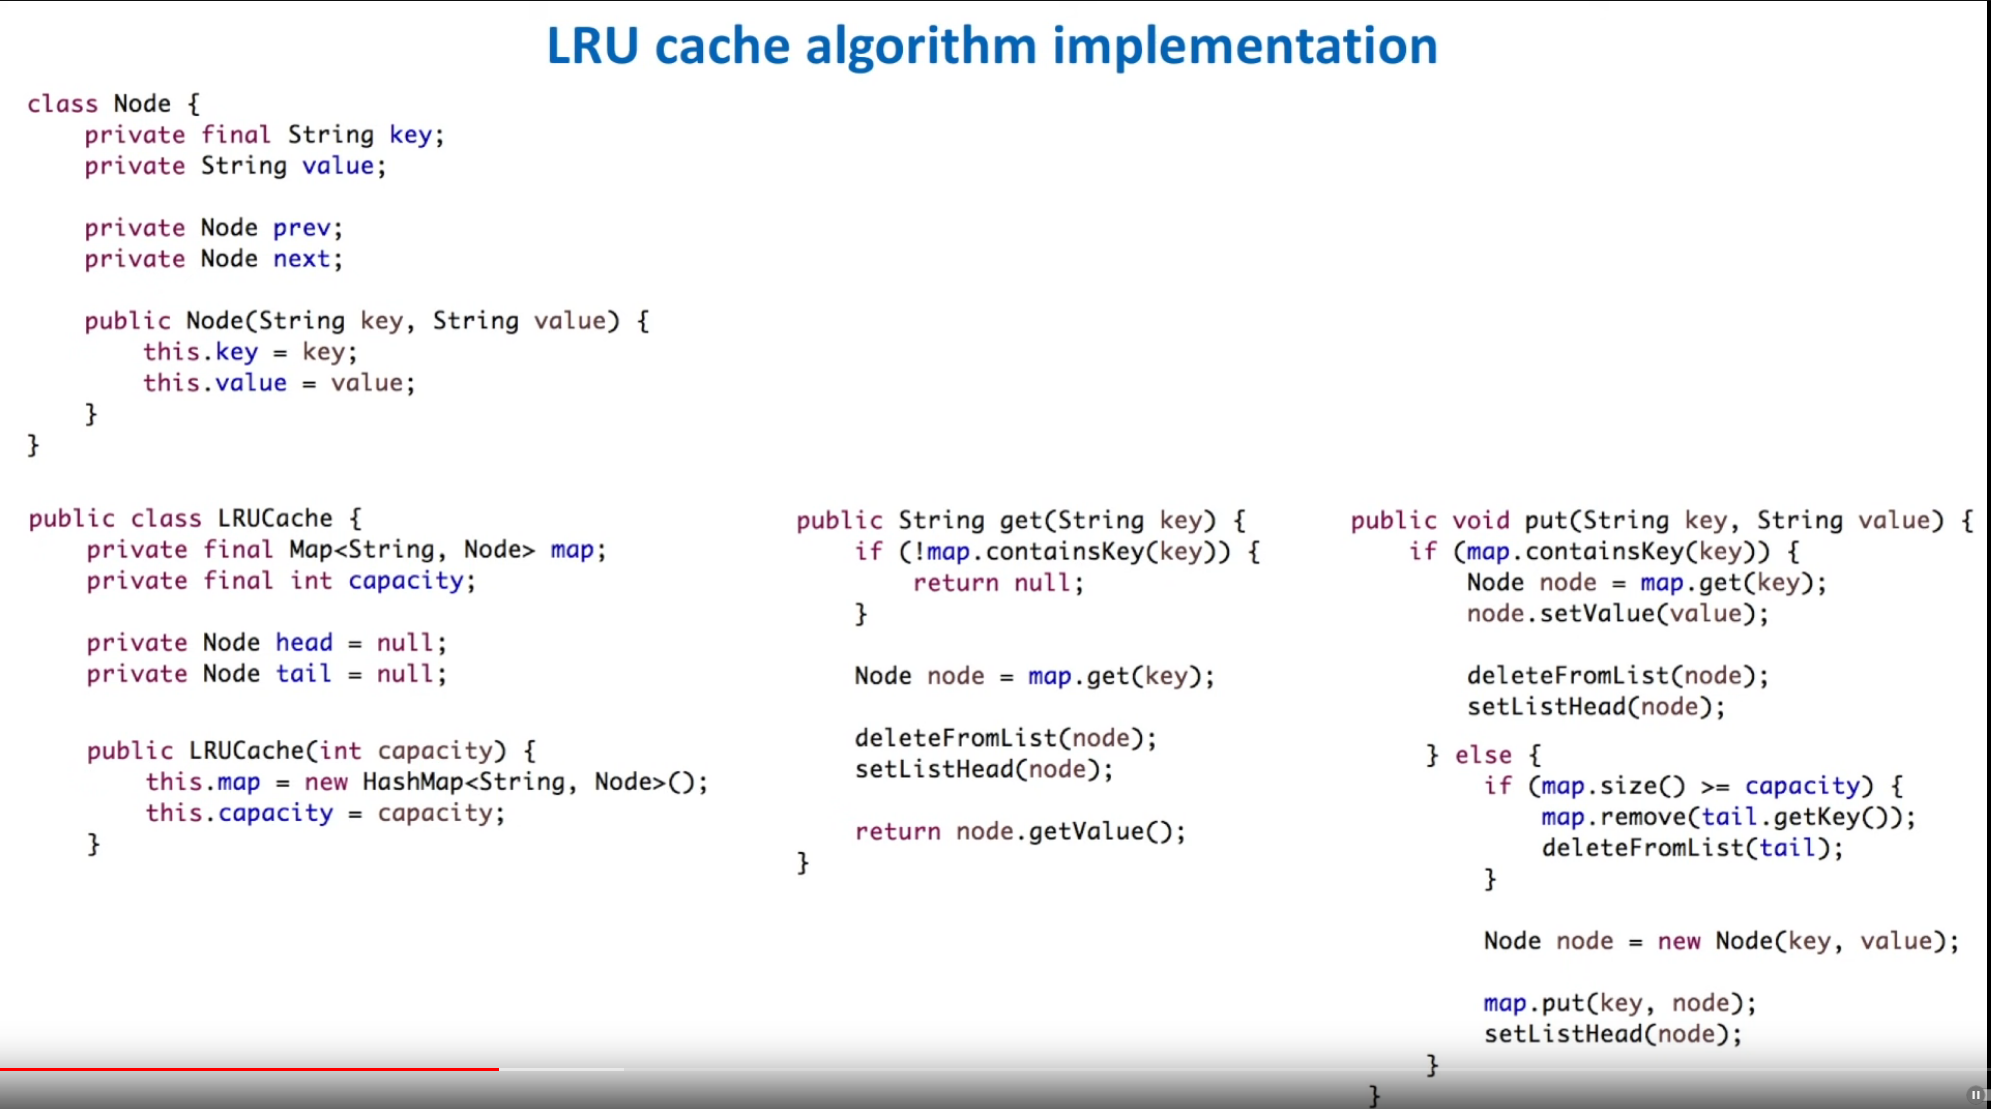 LRU cache algorithm implementation
class Node {
    private final String key;
    private String value;
    private Node prev;
    private Node next;
    public Node(String key, String value) {
        this.key = key;
        this.value = value;
    }
}
public class LRUCache {
    private final Map<String, Node> map;
    private final int capacity;
    private Node head = null;
    private Node tail = null;
    public LRUCache(int capacity) {
        this.map = new HashMap<String, Node>();
        this.capacity = capacity;
    }
public String get(String key) {
    if (!map.containsKey(key)) {
        return null;
    }
    Node node = map.get(key);
    deleteFromList(node);
    setListHead(node);
    return node.getValue();
}
public void put(String key, String value) {
    if (map.containsKey(key)) {
        Node node = map.get(key);
        node.setValue(value);
        deleteFromList(node);
        setListHead(node);
    } else {
        if (map.size() >= capacity) {
            map.remove(tail.getKey());
            deleteFromList(tail);
        }
        Node node = new Node(key, value);
        map.put(key, node);
        setListHead(node);
    }
}